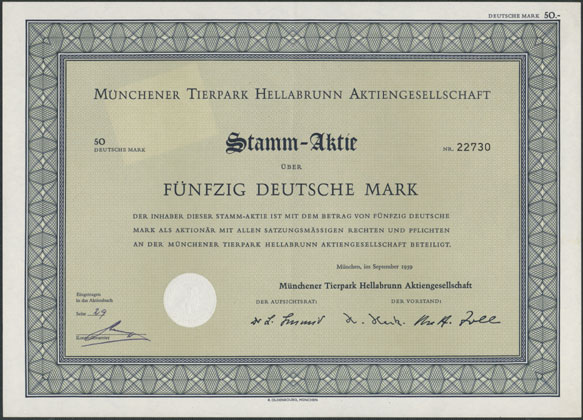 DEUTSCHE MARK 50.-
MÜNCHENER TIERPARK HELLABRUNN AKTIENGESELLSCHAFT
50
DEUTSCHE MARK
Stamm-Aktie
NR. 22730
ÜBER
FÜNFZIG DEUTSCHE MARK
DER INHABER DIESER STAMM-AKTIE IST MIT DEM BETRAG VON FÜNFZIG DEUTSCHE
MARK ALS AKTIONÄR MIT ALLEN SATZUNGSMÄSSIGEN RECHTEN UND PFLICHTEN
AN DER MÜNCHENER TIERPARK HELLABRUNN AKTIENGESELLSCHAFT BETEILIGT.
München, im September 1959
Münchener Tierpark Hellabrunn Aktiengesellschaft
DER AUFSICHTSRAT:
DER VORSTAND:
Eingetragen
in das Aktienbuch
Seite 29
Kontrollbeamter